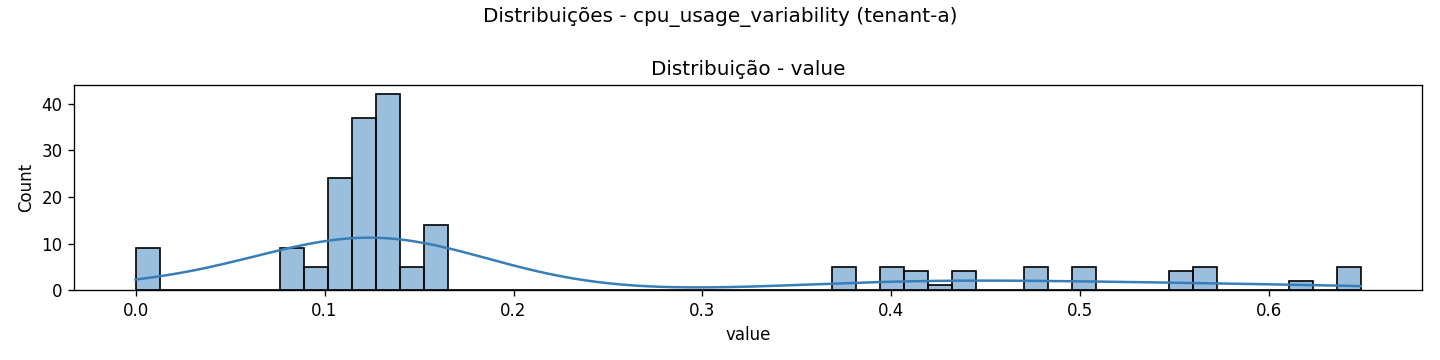 Distribuições - cpu_usage_variability (tenant-a)
Distribuição - value
40
30
20
10
0
Count
0.0 0.1 0.2 0.3 0.4 0.5 0.6
value